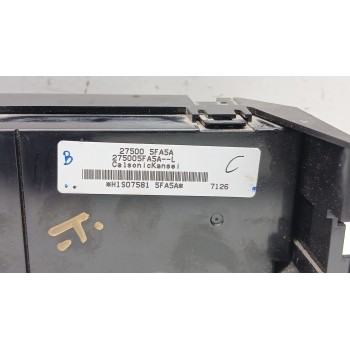 27500 5FA5A
275005FA5A--L
CalsonicKansei
B
C
*H1S07581 5FA5A* 7126
T.